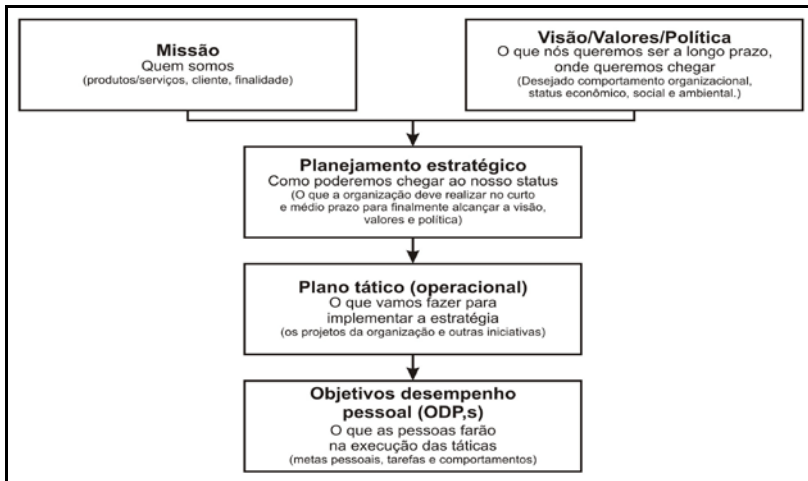 Missão
Quem somos
(produtos/serviços, cliente, finalidade)
Visão/Valores/Política
O que nós queremos ser a longo prazo,
onde queremos chegar
(Desejado comportamento organizacional,
status econômico, social e ambiental.)
Planejamento estratégico
Como poderemos chegar ao nosso status
(O que a organização deve realizar no curto
e médio prazo para finalmente alcançar a visão,
valores e política)
Plano tático (operacional)
O que vamos fazer para
implementar a estratégia
(os projetos da organização e outras iniciativas)
Objetivos desempenho
pessoal (ODP,s)
O que as pessoas farão
na execução das táticas
(metas pessoais, tarefas e comportamentos)